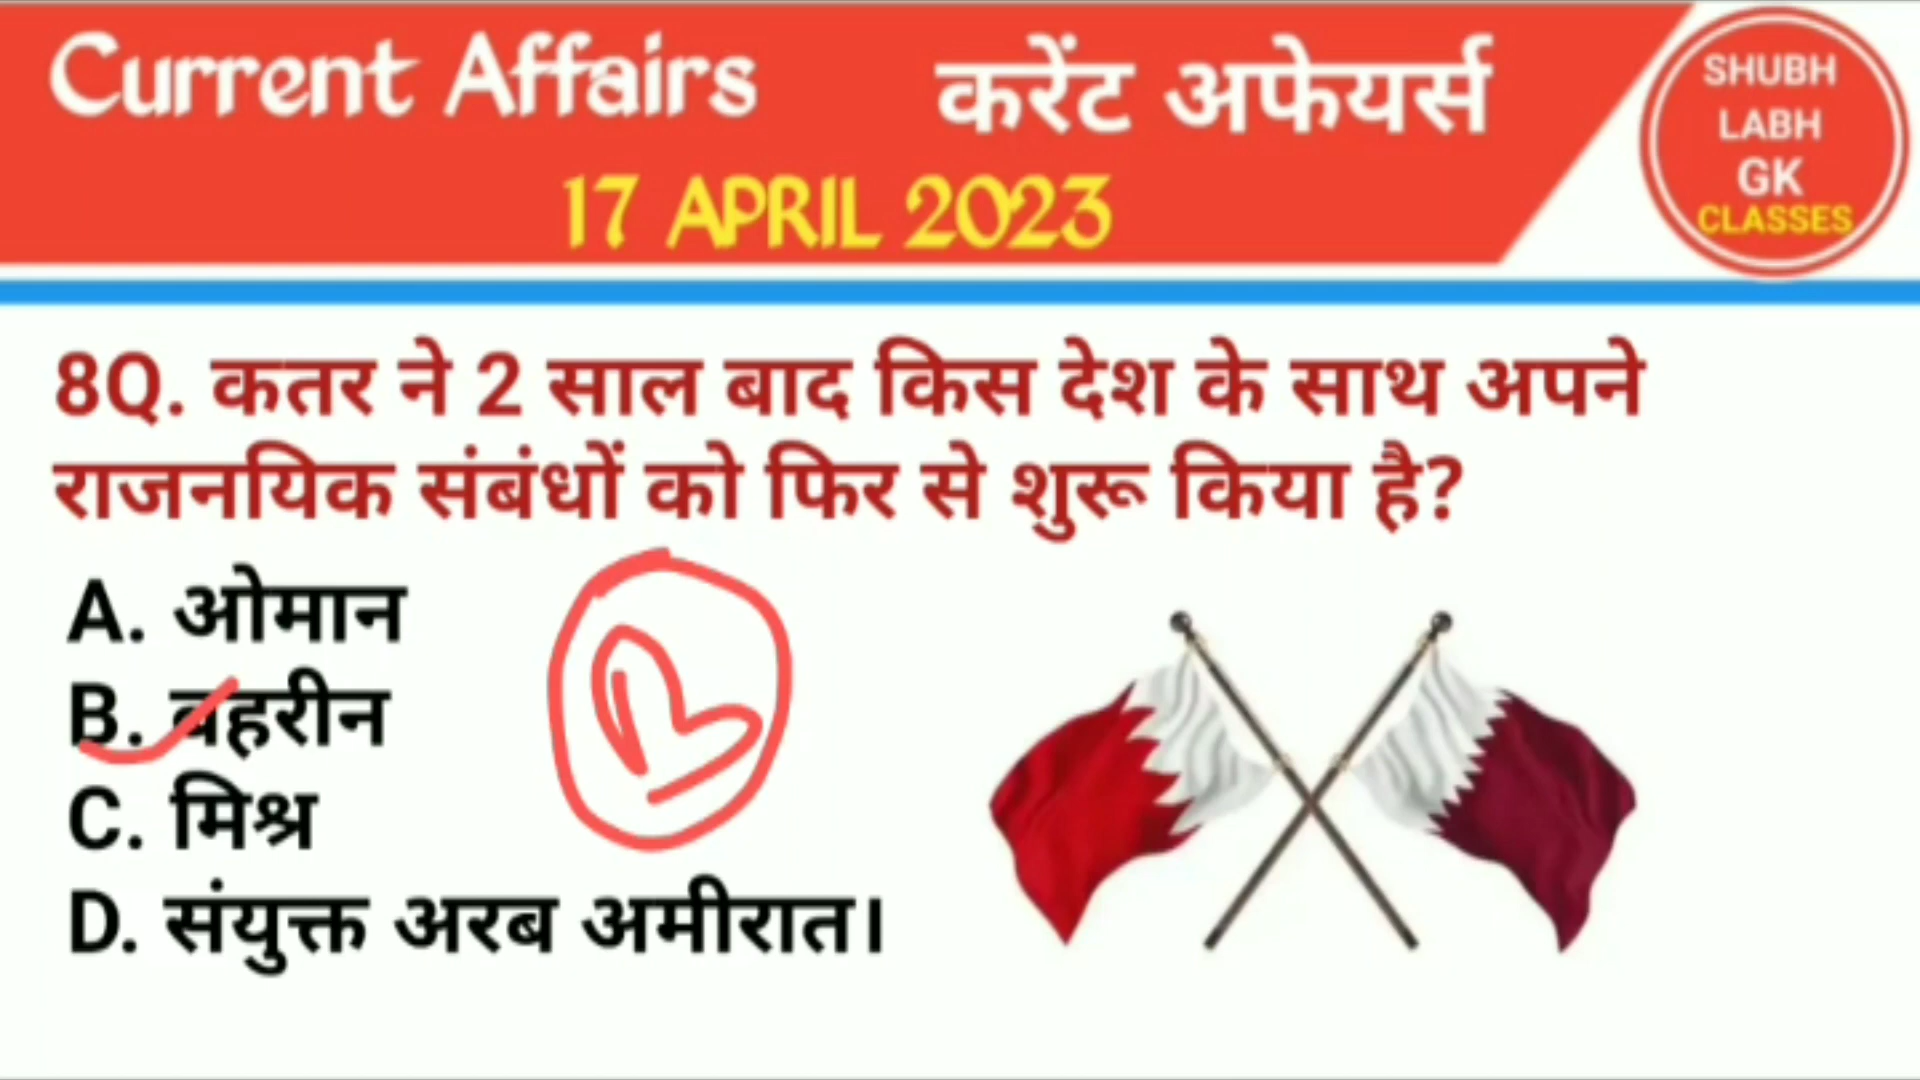 Current Affairs करेंट अफेयर्स
17 APRIL 2023
SHUBH
LABH
GK
CLASSES
8Q. कतर ने 2 साल बाद किस देश के साथ अपने
राजनयिक संबंधों को फिर से शुरू किया है?
A. ओमान
B. बहरीन
C. मिश्र
D. संयुक्त अरब अमीरात।
B